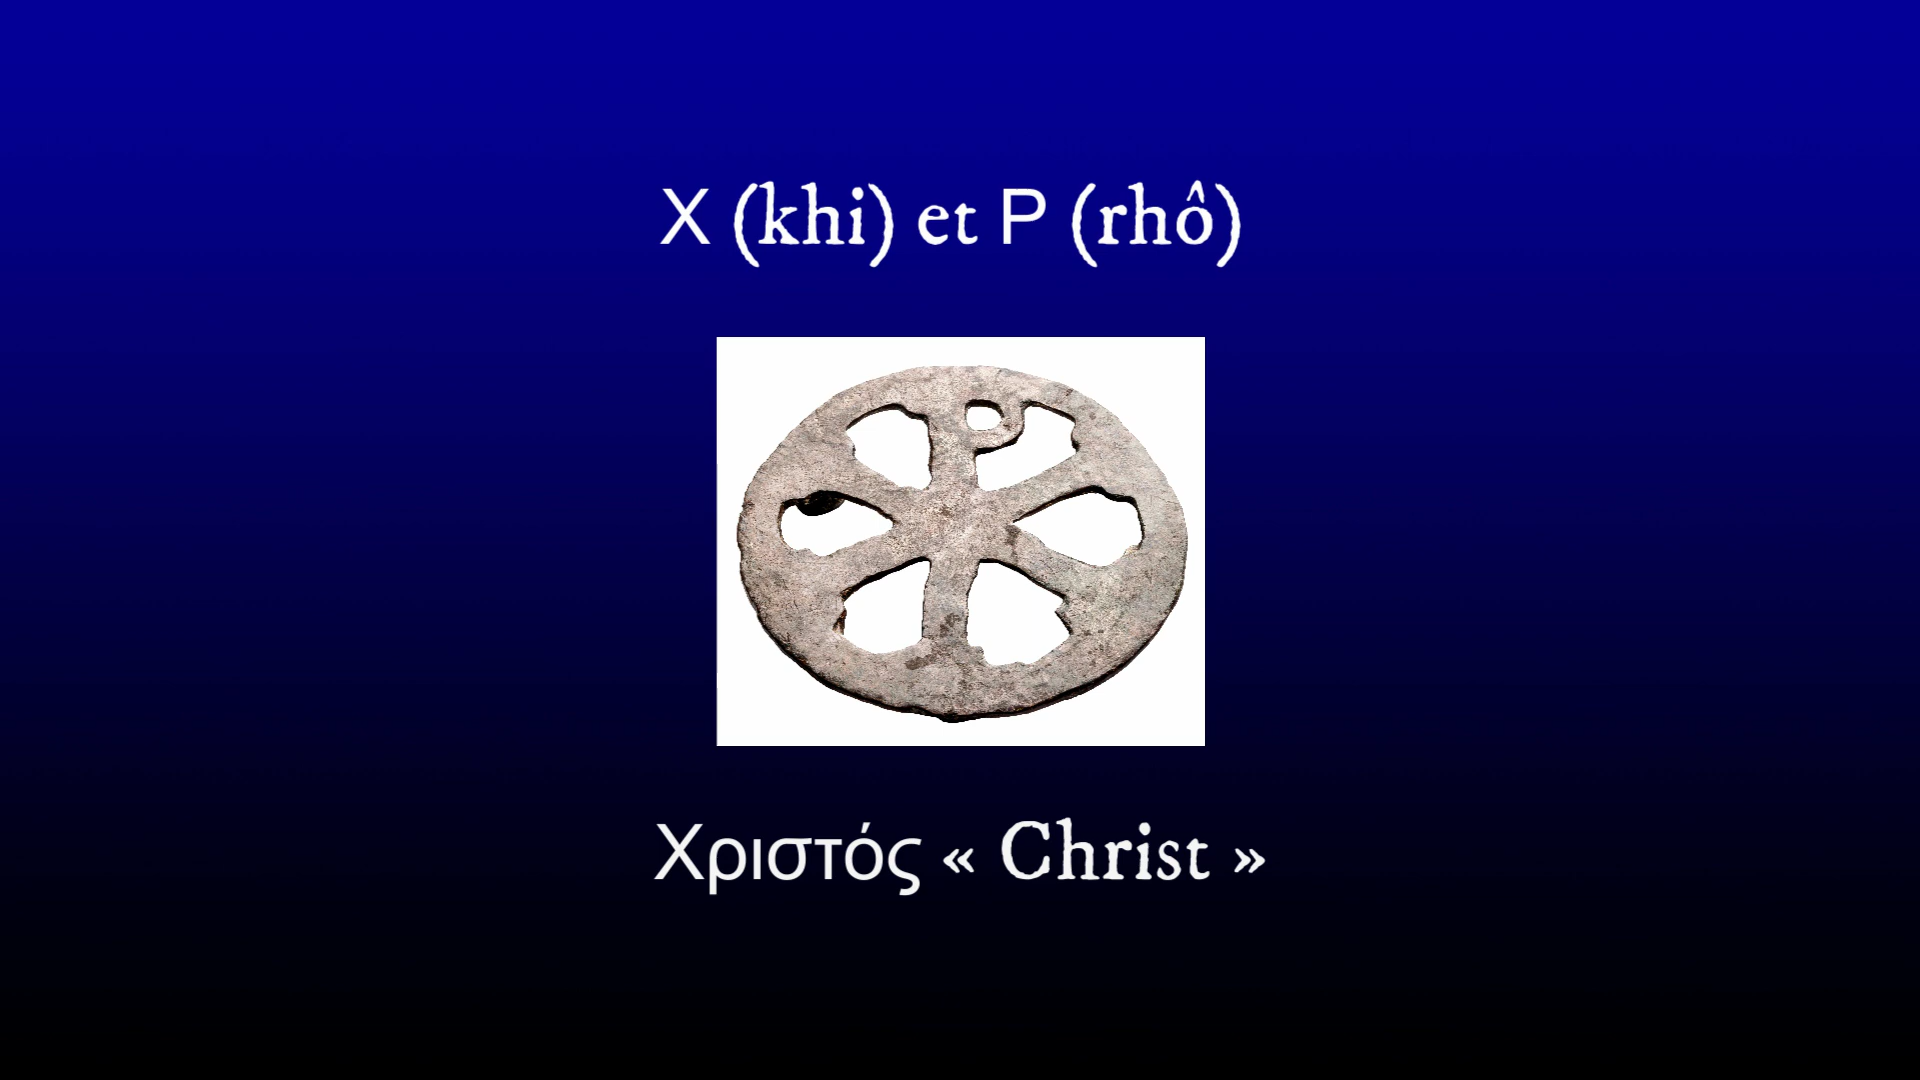 Χ (khi) et Ρ (rhô)
Χριστός « Christ »